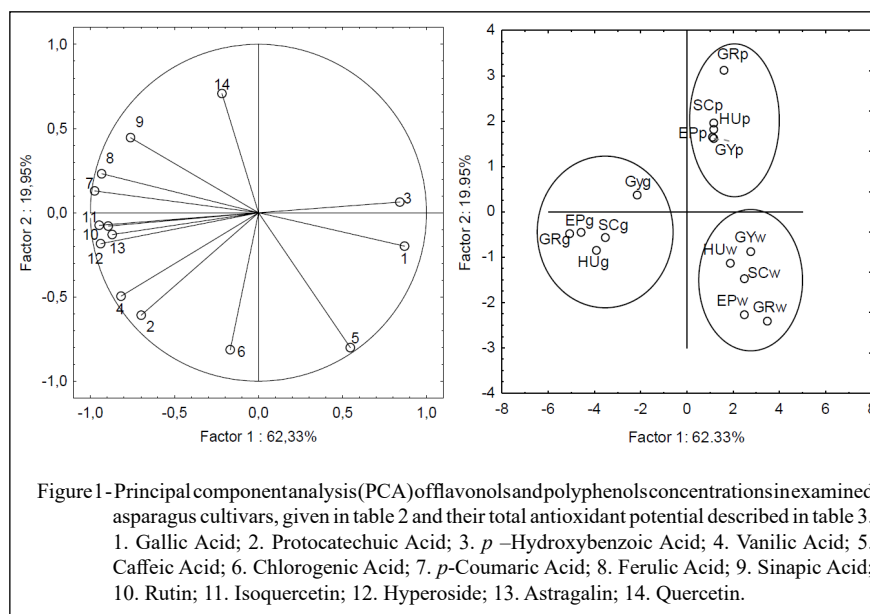 1,0
0,5
0,0
-0,5
-1,0
-1,0
-0,5
0,0
0,5
1,0
Factor 2 : 19,95%
Factor 1 : 62,33%
14
9
8
7
3
11
10
13
12
1
4
2
6
5
4
3
2
1
0
-1
-2
-3
-4
-8
-6
-4
-2
0
2
4
6
8
Factor 2: 19.95%
Factor 1: 62.33%
GRp
SCp
HUp
EPp
GYp
Gyg
EPg
SCg
GRg
HUg
GYw
HUw
SCw
EPw
GRw
Figure 1 - Principal component analysis (PCA) of flavonols and polyphenols concentrations in examined
asparagus cultivars, given in table 2 and their total antioxidant potential described in table 3.
1. Gallic Acid; 2. Protocatechuic Acid; 3. p –Hydroxybenzoic Acid; 4. Vanilic Acid; 5.
Caffeic Acid; 6. Chlorogenic Acid; 7. p-Coumaric Acid; 8. Ferulic Acid; 9. Sinapic Acid;
10. Rutin; 11. Isoquercetin; 12. Hyperoside; 13. Astragalin; 14. Quercetin.